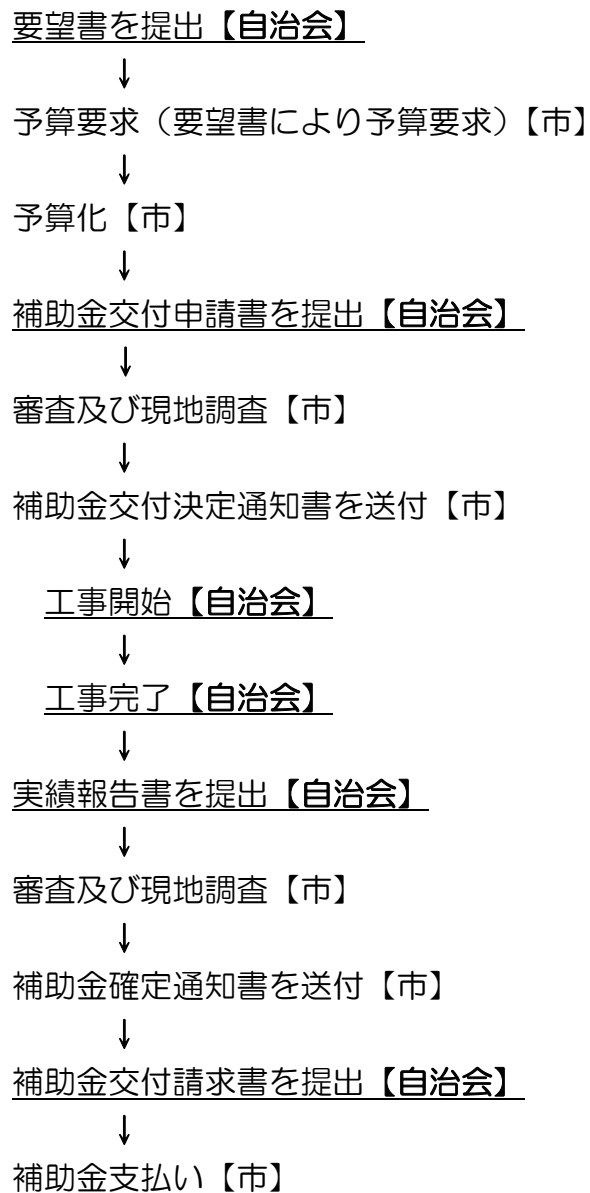 要望書を提出【自治会】
↓
予算要求（要望書により予算要求）【市】
↓
予算化【市】
↓
補助金交付申請書を提出【自治会】
↓
審査及び現地調査【市】
↓
補助金交付決定通知書を送付【市】
↓
工事開始【自治会】
↓
工事完了【自治会】
↓
実績報告書を提出【自治会】
↓
審査及び現地調査【市】
↓
補助金確定通知書を送付【市】
↓
補助金交付請求書を提出【自治会】
↓
補助金支払い【市】